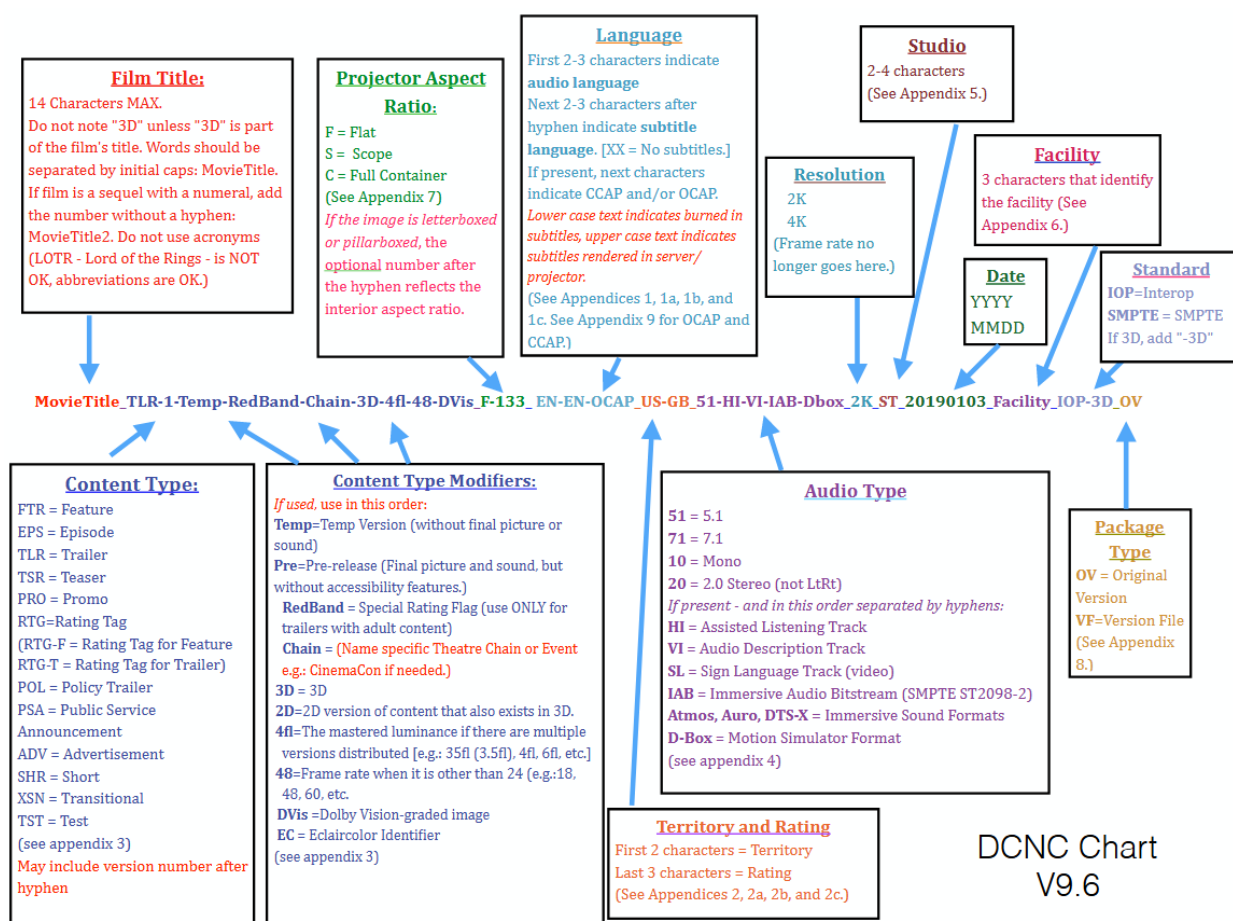 Film Title:
14 Characters MAX.
Do not note "3D" unless "3D" is part
of the film's title. Words should be
separated by initial caps: MovieTitle.
If film is a sequel with a numeral, add
the number without a hyphen:
MovieTitle2. Do not use acronyms
(LOTR - Lord of the Rings - is NOT
OK, abbreviations are OK.)
Projector Aspect
Ratio:
F = Flat
S = Scope
C = Full Container
(See Appendix 7)
If the image is letterboxed
or pillarboxed, the
optional number after
the hyphen reflects the
interior aspect ratio.
Language
First 2-3 characters indicate
audio language
Next 2-3 characters after
hyphen indicate subtitle
language. [XX = No subtitles.]
If present, next characters
indicate CCAP and/or OCAP.
Lower case text indicates burned in
subtitles, upper case text indicates
subtitles rendered in server/
projector.
(See Appendices 1, 1a, 1b, and
1c. See Appendix 9 for OCAP and
CCAP.)
Resolution
2K
4K
(Frame rate no
longer goes here.)
Studio
2-4 characters
(See Appendix 5.)
Facility
3 characters that identify
the facility (See
Appendix 6.)
Date
YYYY
MMDD
Standard
IOP=Interop
SMPTE = SMPTE
If 3D, add "-3D"
MovieTitle_TLR-1-Temp-RedBand-Chain-3D-4fl-48-DVis_F-133_ EN-EN-OCAP_US-GB_51-HI-VI-IAB-Dbox_2K_ST_20190103_Facility_IOP-3D_OV
Content Type:
FTR = Feature
EPS = Episode
TLR = Trailer
TSR = Teaser
PRO = Promo
RTG=Rating Tag
(RTG-F = Rating Tag for Feature
RTG-T = Rating Tag for Trailer)
POL = Policy Trailer
PSA = Public Service
Announcement
ADV = Advertisement
SHR = Short
XSN = Transitional
TST = Test
(see appendix 3)
May include version number after
hyphen
Content Type Modifiers:
If used, use in this order:
Temp=Temp Version (without final picture or
sound)
Pre=Pre-release (Final picture and sound, but
without accessibility features.)
RedBand = Special Rating Flag (use ONLY for
trailers with adult content)
Chain = (Name specific Theatre Chain or Event
e.g.: CinemaCon if needed.)
3D = 3D
2D=2D version of content that also exists in 3D.
4fl=The mastered luminance if there are multiple
versions distributed [e.g.: 35fl (3.5fl), 4fl, 6fl, etc.]
48=Frame rate when it is other than 24 (e.g.:18,
48, 60, etc.
DVis =Dolby Vision-graded image
EC = Eclaircolor Identifier
(see appendix 3)
Audio Type
51 = 5.1
71 = 7.1
10 = Mono
20 = 2.0 Stereo (not LtRt)
If present - and in this order separated by hyphens:
HI = Assisted Listening Track
VI = Audio Description Track
SL = Sign Language Track (video)
IAB = Immersive Audio Bitstream (SMPTE ST2098-2)
Atmos, Auro, DTS-X = Immersive Sound Formats
D-Box = Motion Simulator Format
(see appendix 4)
Package
Type
OV = Original
Version
VF=Version File
(See Appendix
8.)
Territory and Rating
First 2 characters = Territory
Last 3 characters = Rating
(See Appendices 2, 2a, 2b, and 2c.)
DCNC Chart
V9.6